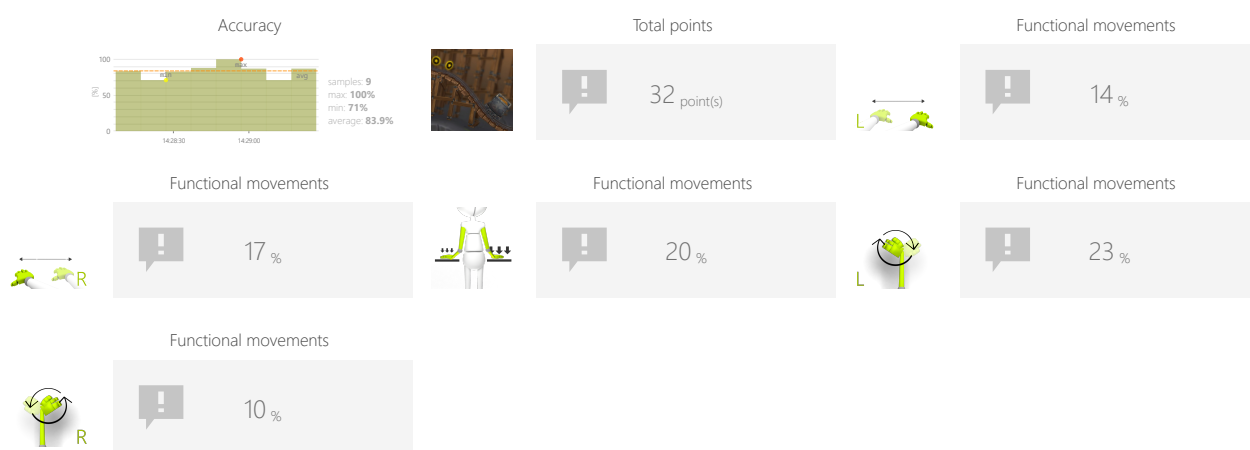 Accuracy
100
50
0
[%]
min
max
avg
14:28:30
14:29:00
samples: 9
max: 100%
min: 71%
average: 83.9%
Total points
32 point(s)
Functional movements
L
14 %
Functional movements
R
17 %
Functional movements
20 %
Functional movements
L
23 %
Functional movements
R
10 %